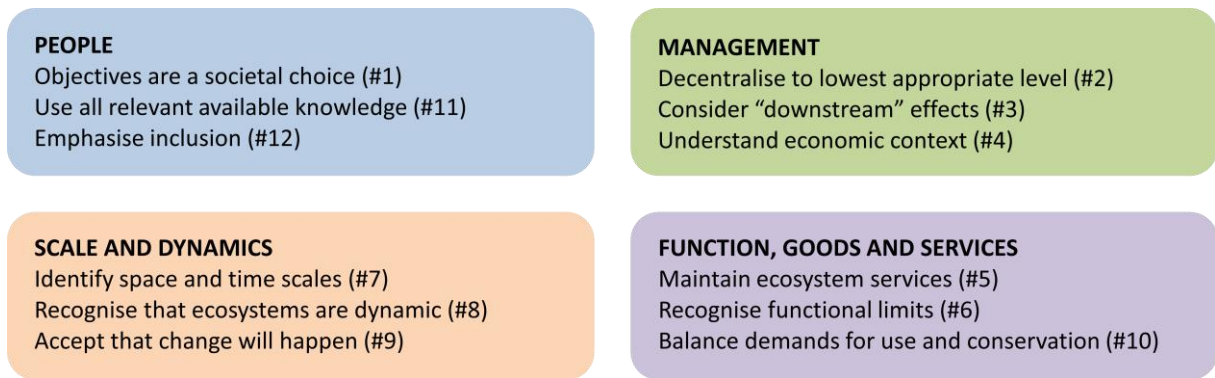 PEOPLE
Objectives are a societal choice (#1)
Use all relevant available knowledge (#11)
Emphasise inclusion (#12)
MANAGEMENT
Decentralise to lowest appropriate level (#2)
Consider “downstream” effects (#3)
Understand economic context (#4)
SCALE AND DYNAMICS
Identify space and time scales (#7)
Recognise that ecosystems are dynamic (#8)
Accept that change will happen (#9)
FUNCTION, GOODS AND SERVICES
Maintain ecosystem services (#5)
Recognise functional limits (#6)
Balance demands for use and conservation (#10)